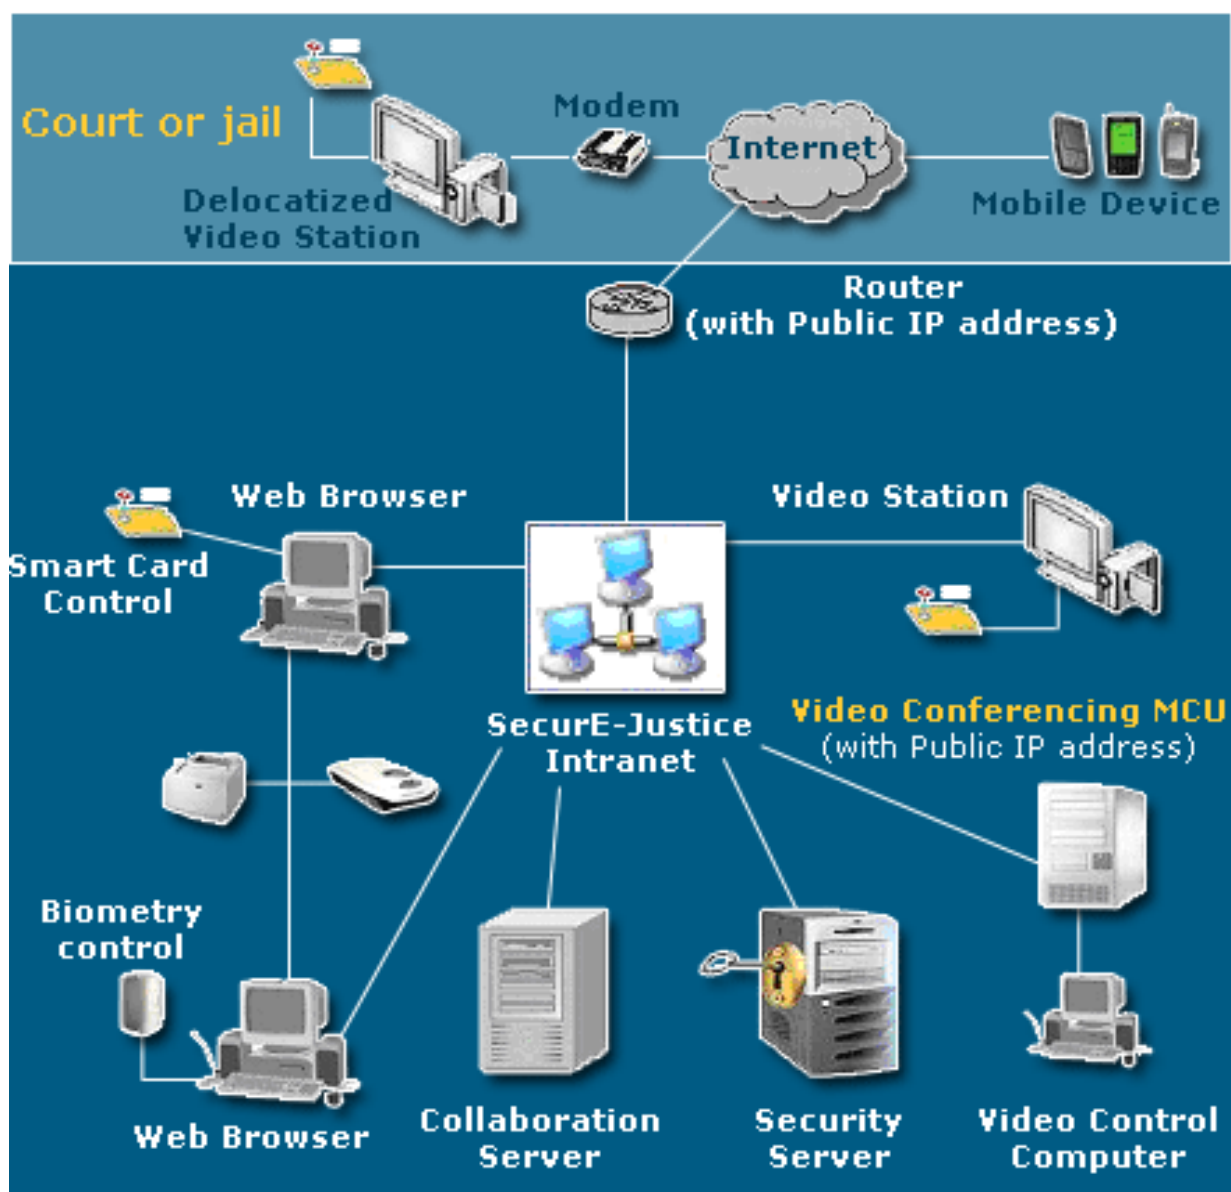 Court or jail
Modem
Internet
Delocatized
Video Station
Mobile Device
Router
(with Public IP address)
Web Browser
Video Station
Smart Card
Control
SecurE-Justice
Intranet
Video Conferencing MCU
(with Public IP address)
Biometry
control
Web Browser
Collaboration
Server
Security
Server
Video Control
Computer